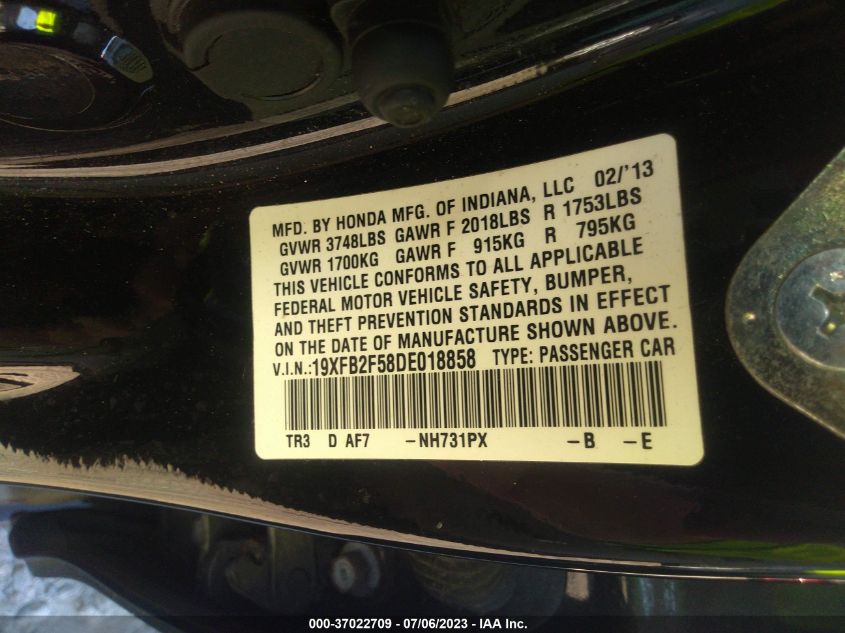 MFD. BY HONDA MFG. OF INDIANA, LLC 02/'13
GVWR 3748LBS GAWR F 2018LBS R 1753LBS
GVWR 1700KG GAWR F 915KG R 795KG
THIS VEHICLE CONFORMS TO ALL APPLICABLE
FEDERAL MOTOR VEHICLE SAFETY, BUMPER,
AND THEFT PREVENTION STANDARDS IN EFFECT
ON THE DATE OF MANUFACTURE SHOWN ABOVE.
V.I.N.:19XFB2F58DE018858 TYPE: PASSENGER CAR
TR3 D AF7 -NH731PX -B -E
000-37022709 - 07/06/2023 - IAA Inc.